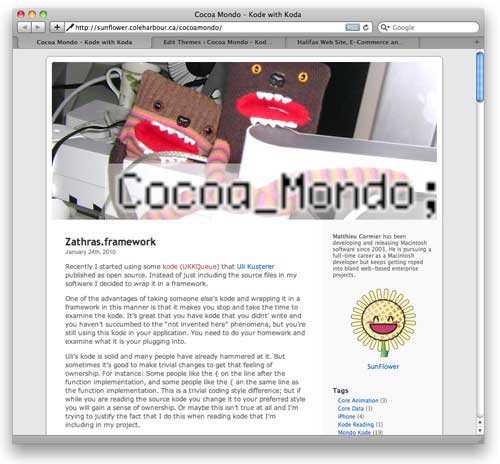 Cocoa Mondo - Kode with Koda
http://sunflower.coleharbour.ca/cocoamondo/
RSS
Google
Cocoa Mondo - Kode with Koda
Edit Themes ‹ Cocoa Mondo - Kod...
Halifax Web Site, E-Commerce an...
Cocoa_Mondo;
Zathras.framework
January 24th, 2010
Recently I started using some kode (UKKQueue) that Uli Kusterer
published as open source. Instead of just including the source files in my
software I decided to wrap it in a framework.
One of the advantages of taking someone else's kode and wrapping it in a
framework in this manner is that it makes you stop and take the time to
examine the kode. It's great that you have kode that you didnt' write and
you haven't succumbed to the "not invented here" phenomena, but you're
still using this kode in your application. You need to do your homework and
examine what it is your plugging into.
Uli's kode is solid and many people have already hammered at it. But
sometimes it's good to make trivial changes to get that feeling of
ownership. For instance: Some people like the { on the line after the
function implementation, and some people like the { an the same line as
the function implementation. This is a trivial coding style difference; but if
while you are reading the source kode you change it to your preferred style
you will gain a sense of ownership. Or maybe this isn't true at all and I'm
trying to justify the fact that I do this when reading kode that I'm
including in my project.
Matthieu Cormier has been
developing and releasing Macintosh
software since 2003. He is pursuing a
full-time career as a Macintosh
developer but keeps getting roped
into bland web-based enterprise
projects.
SunFlower
Tags
Core Animation (3)
Core Data (1)
iPhone (4)
Kode Reading (1)
Mondo Kode (19)